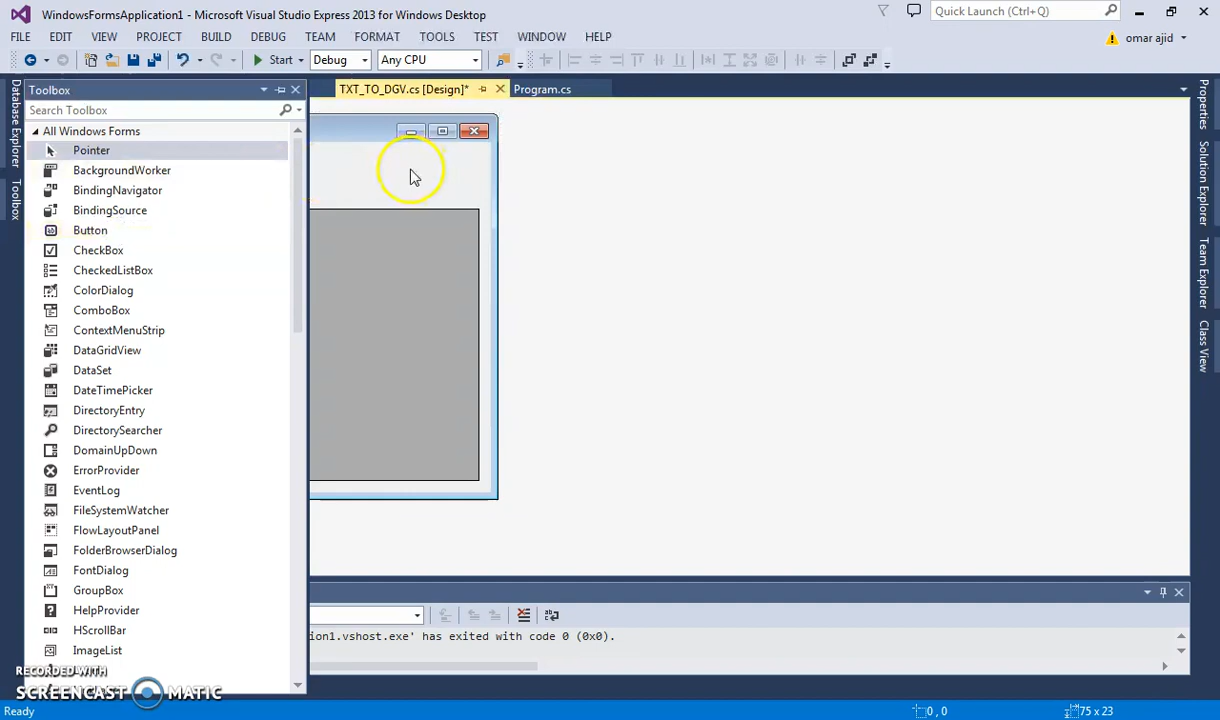 WindowsFormsApplication1 - Microsoft Visual Studio Express 2013 for Windows Desktop
Quick Launch (Ctrl+Q)
FILE EDIT VIEW PROJECT BUILD DEBUG TEAM FORMAT TOOLS TEST WINDOW HELP
omar ajid
Start Debug Any CPU
Toolbox
TXT_TO_DGV.cs [Design]*
Program.cs
Search Toolbox
All Windows Forms
Pointer
BackgroundWorker
BindingNavigator
BindingSource
Button
CheckBox
CheckedListBox
ColorDialog
ComboBox
ContextMenuStrip
DataGridView
DataSet
DateTimePicker
DirectoryEntry
DirectorySearcher
DomainUpDown
ErrorProvider
EventLog
FileSystemWatcher
FlowLayoutPanel
FolderBrowserDialog
FontDialog
GroupBox
HelpProvider
HScrollBar
ImageList
Database Explorer
Toolbox
Properties
Solution Explorer
Team Explorer
Class View
ion1.vshost.exe' has exited with code 0 (0x0).
RECORDED WITH
SCREENCAST MATIC
Ready
0 , 0
75 x 23